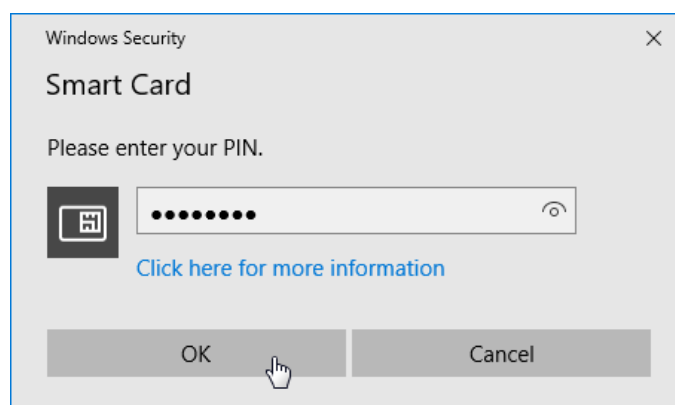 Windows Security
Smart Card
Please enter your PIN.
••••••••
Click here for more information
OK Cancel